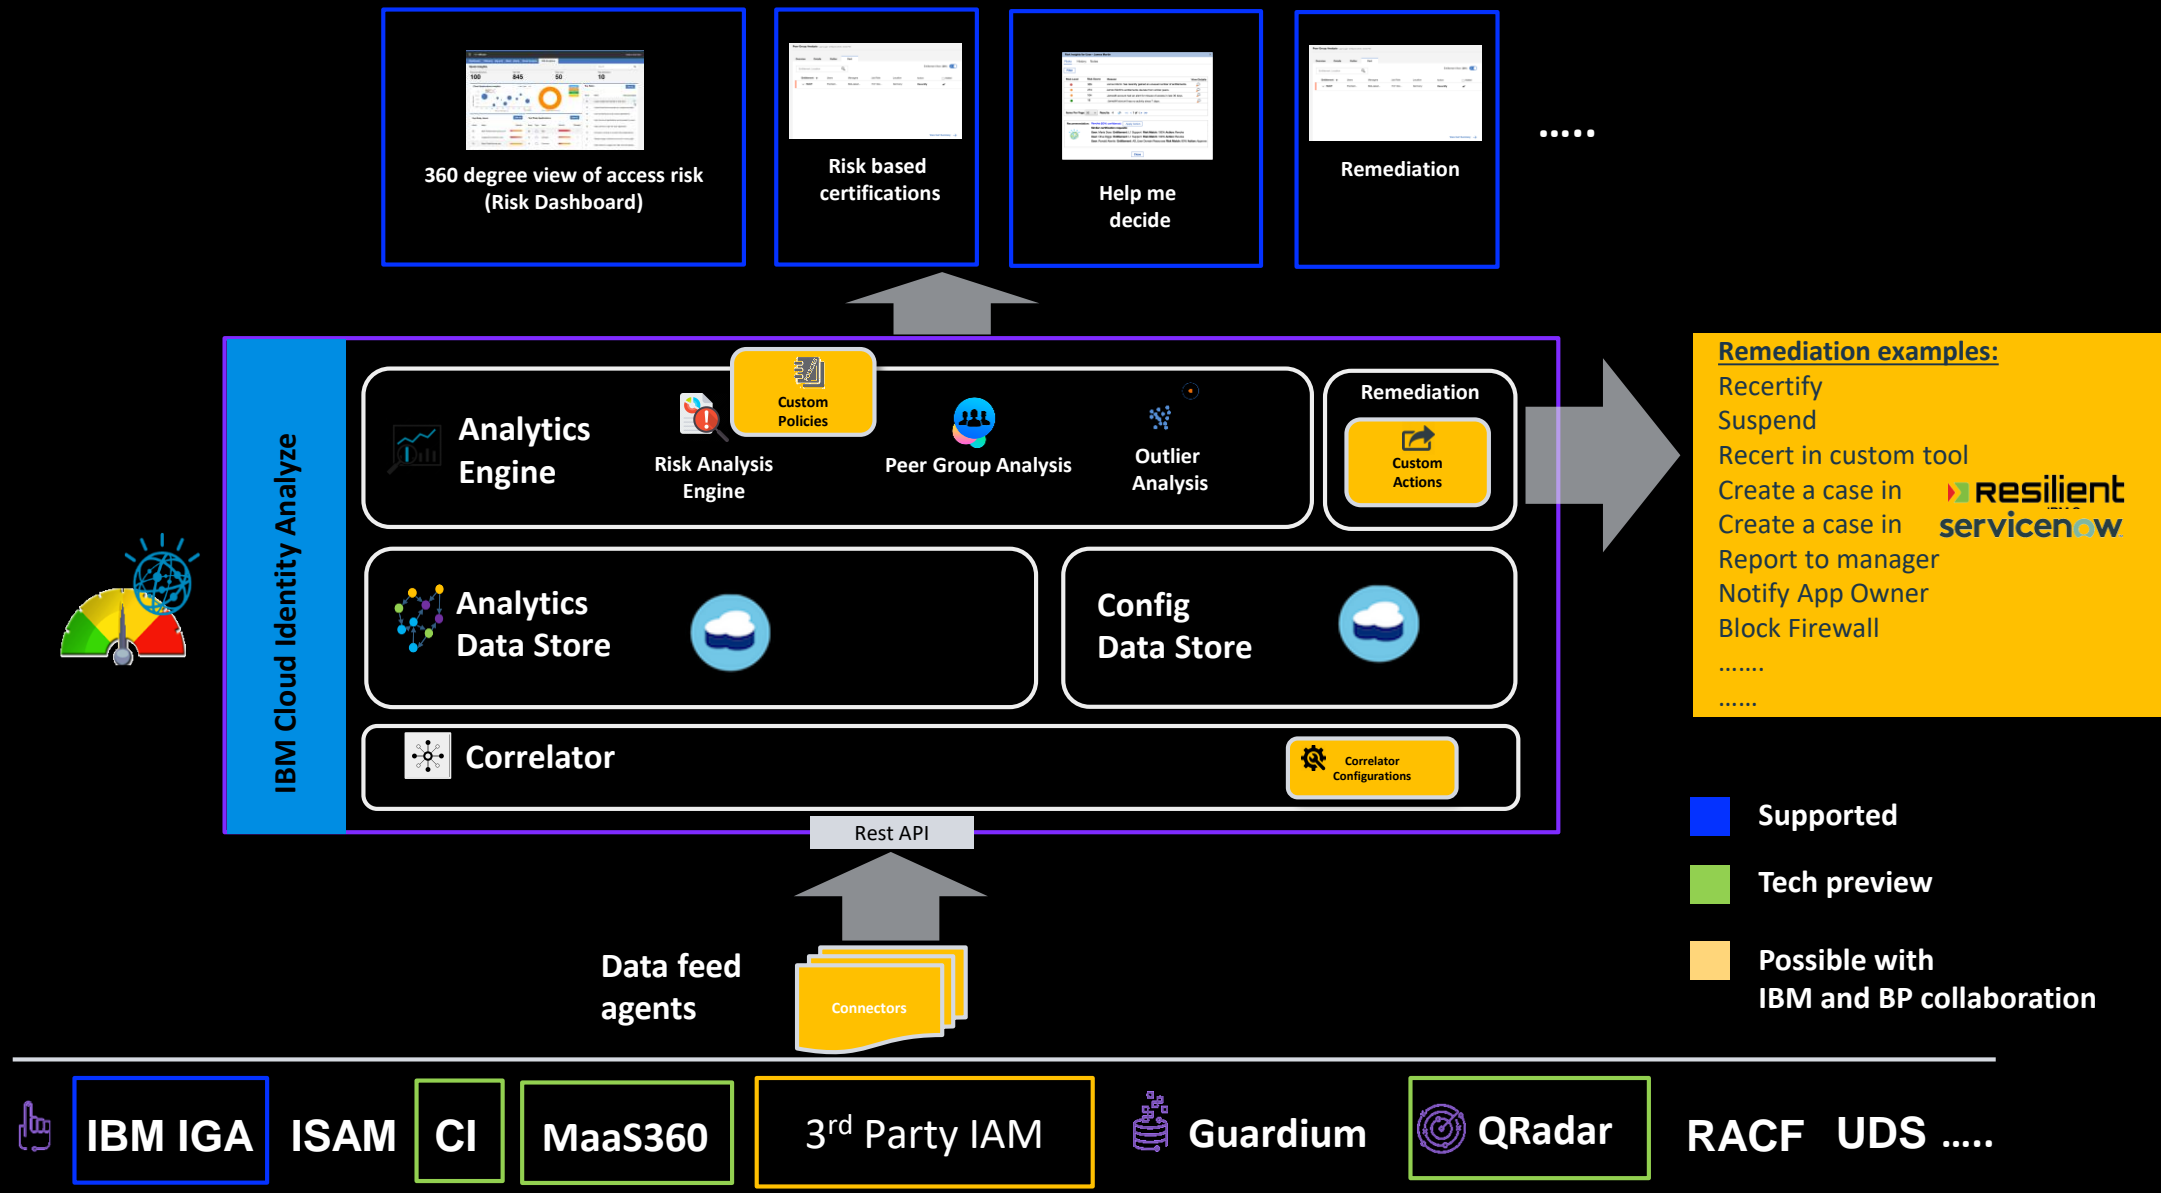 100
845
50
10
360 degree view of access risk
(Risk Dashboard)
Risk based
certifications
Help me
decide
Remediation
.....
IBM Cloud Identity Analyze
Analytics
Engine
Risk Analysis
Engine
Custom
Policies
Peer Group Analysis
Outlier
Analysis
Remediation
Custom
Actions
Analytics
Data Store
Config
Data Store
Correlator
Correlator
Configurations
Rest API
Remediation examples:
Recertify
Suspend
Recert in custom tool
Create a case in Resilient
Create a case in servicenow
Report to manager
Notify App Owner
Block Firewall
.......
......
Supported
Tech preview
Possible with
IBM and BP collaboration
Data feed
agents
Connectors
IBM IGA ISAM CI MaaS360 3rd Party IAM Guardium QRadar RACF UDS .....